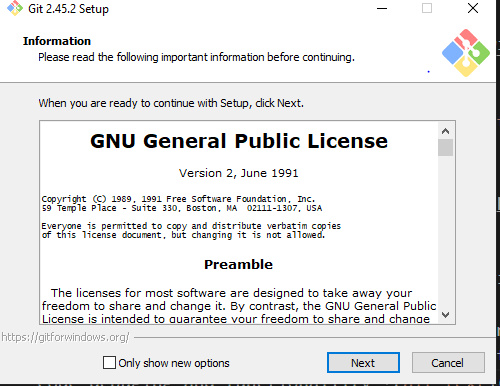 Git 2.45.2 Setup
Information
Please read the following important information before continuing.
When you are ready to continue with Setup, click Next.
GNU General Public License
Version 2, June 1991
Copyright (C) 1989, 1991 Free Software Foundation, Inc.
59 Temple Place - Suite 330, Boston, MA  02111-1307, USA
Everyone is permitted to copy and distribute verbatim copies
of this license document, but changing it is not allowed.
Preamble
The licenses for most software are designed to take away your
freedom to share and change it. By contrast, the GNU General Public
License is intended to guarantee your freedom to share and change
https://gitforwindows.org/
Only show new options
Next
Cancel